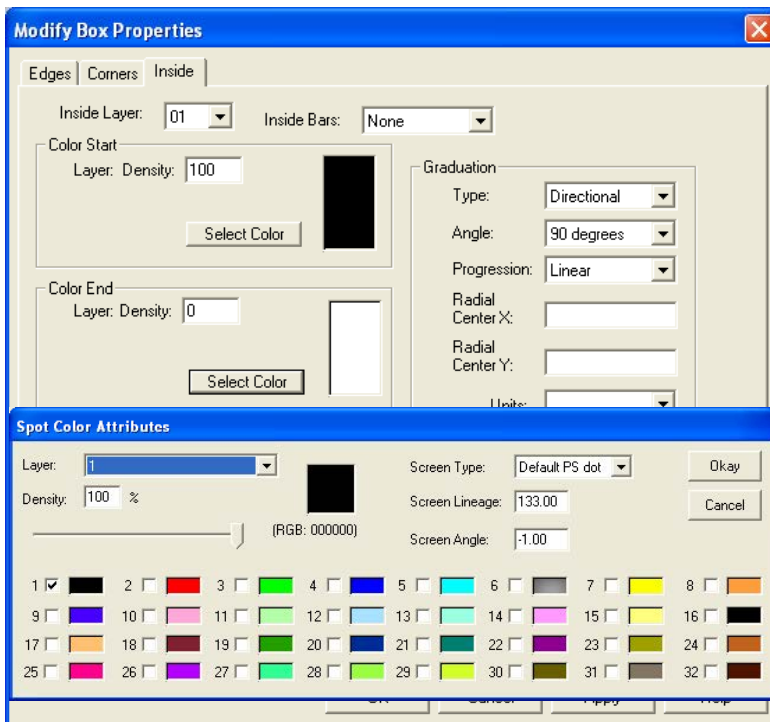 Modify Box Properties
Edges Corners Inside
Inside Layer: 01 Inside Bars: None
Color Start
Layer: Density: 100
Select Color
Color End
Layer: Density: 0
Select Color
Graduation
Type: Directional
Angle: 90 degrees
Progression: Linear
Radial
Center X:
Radial
Center Y:
Units:
Spot Color Attributes
Layer: 1
Density: 100 %
(RGB: 000000)
Screen Type: Default PS dot
Screen Lineage: 133.00
Screen Angle: -1.00
Okay
Cancel
1 2 3 4 5 6 7 8
9 10 11 12 13 14 15 16
17 18 19 20 21 22 23 24
25 26 27 28 29 30 31 32